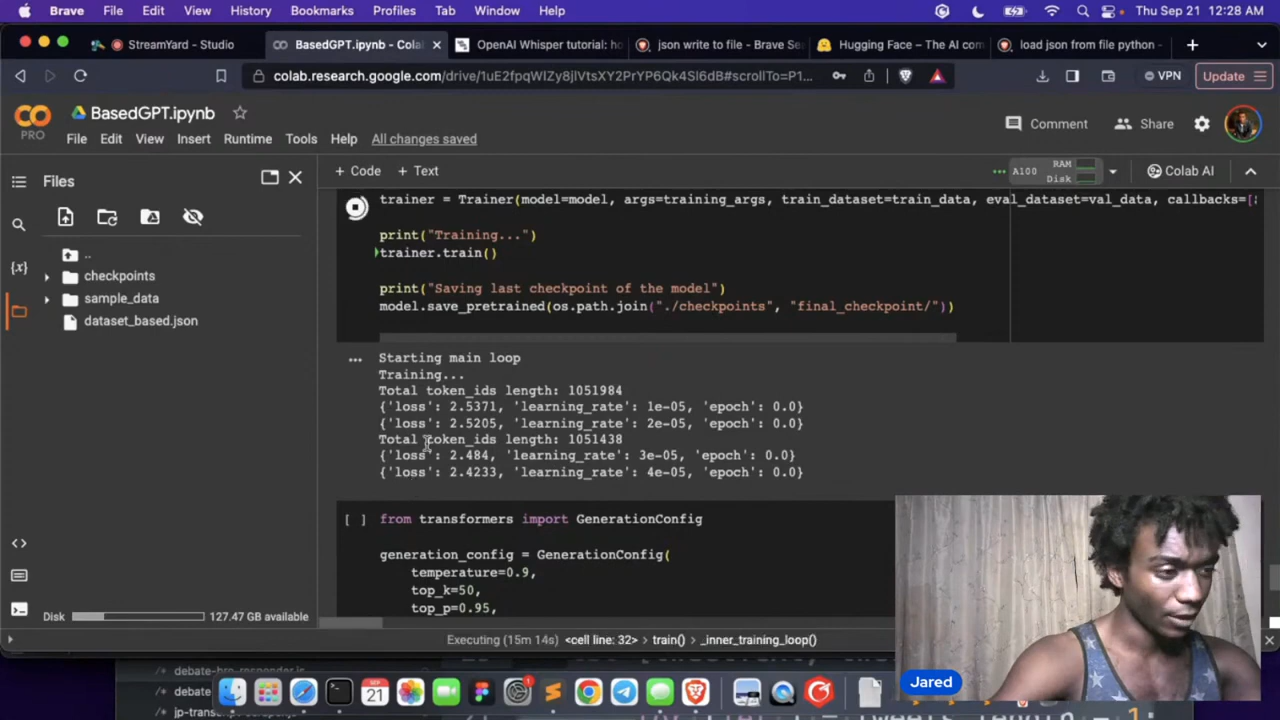 Brave File Edit View History Bookmarks Profiles Tab Window Help Thu Sep 21 12:28 AM
StreamYard - Studio
BasedGPT.ipynb - Cola
OpenAI Whisper tutorial: ho
json write to file - Brave Se
Hugging Face – The AI com
load json from file python -
colab.research.google.com/drive/1uE2fpqWIZy8jlVtsXY2PrYP6Qk4Sl6dB#scrollTo=P1...
VPN
Update
BasedGPT.ipynb
PRO
File Edit View Insert Runtime Tools Help All changes saved
Comment
Share
Files
+ Code + Text
A100
RAM
Disk
Colab AI
..
checkpoints
sample_data
dataset_based.json
trainer = Trainer(model=model, args=training_args, train_dataset=train_data, eval_dataset=val_data, callbacks=[
print("Training...")
trainer.train()
print("Saving last checkpoint of the model")
model.save_pretrained(os.path.join("./checkpoints", "final_checkpoint/"))
Starting main loop
Training...
Total token_ids length: 1051984
{'loss': 2.5371, 'learning_rate': 1e-05, 'epoch': 0.0}
{'loss': 2.5205, 'learning_rate': 2e-05, 'epoch': 0.0}
Total token_ids length: 1051438
{'loss': 2.484, 'learning_rate': 3e-05, 'epoch': 0.0}
{'loss': 2.4233, 'learning_rate': 4e-05, 'epoch': 0.0}
[ ] from transformers import GenerationConfig
generation_config = GenerationConfig(
temperature=0.9,
top_k=50,
top_p=0.95,
Disk 127.47 GB available
Executing (15m 14s) <cell line: 32> train() _inner_training_loop()
Jared
SEP
21
1